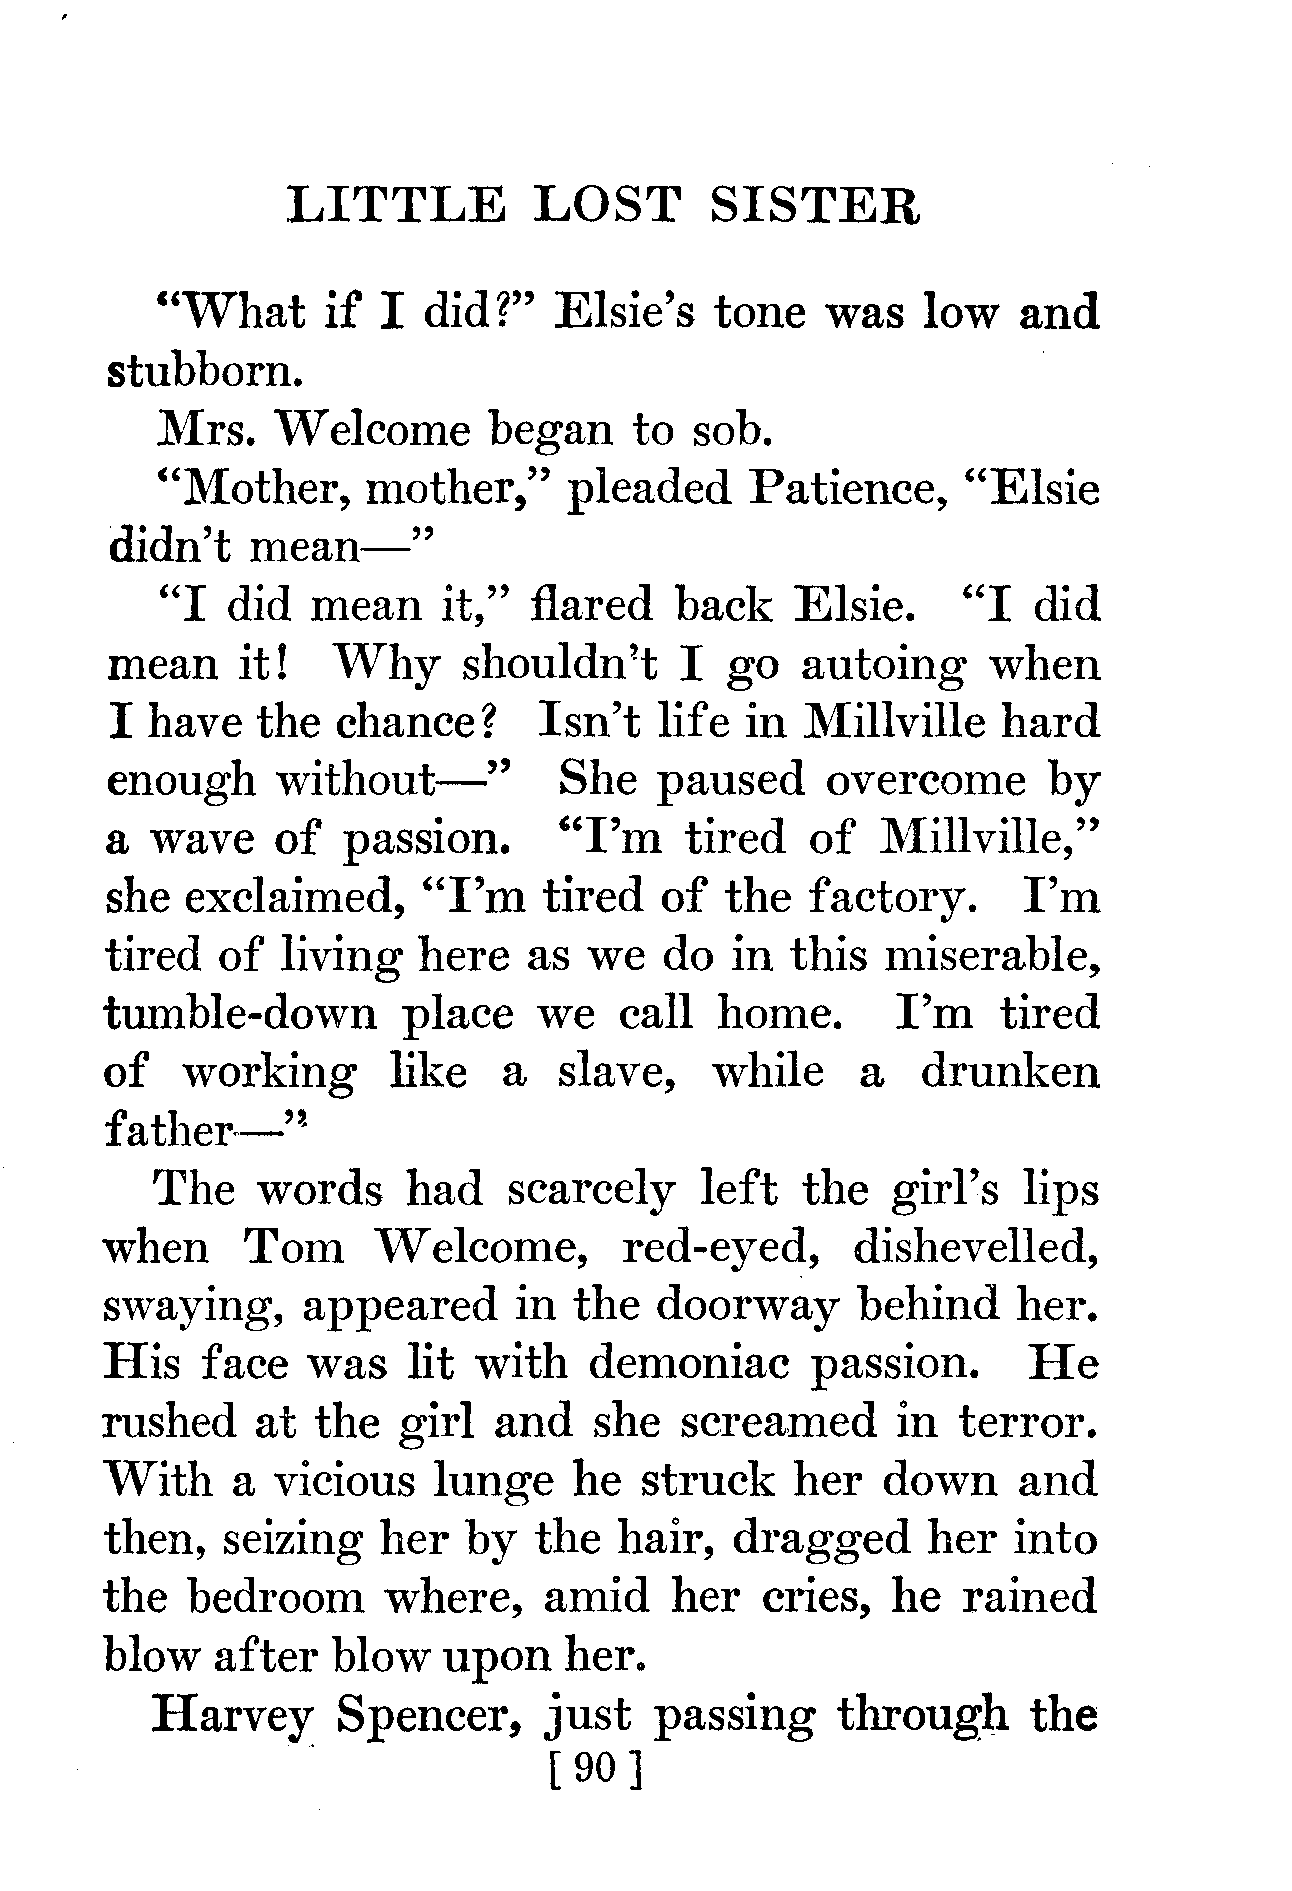 LITTLE LOST SISTER
“What if I did?” Elsie’s tone was low and
stubborn.
Mrs. Welcome began to sob.
“Mother, mother,” pleaded Patience, “Elsie
didn’t mean—”
“I did mean it,” flared back Elsie. “I did
mean it! Why shouldn’t I go autoing when
I have the chance? Isn’t life in Millville hard
enough without—” She paused overcome by
a wave of passion. “I’m tired of Millville,”
she exclaimed, “I’m tired of the factory. I’m
tired of living here as we do in this miserable,
tumble-down place we call home. I’m tired
of working like a slave, while a drunken
father—”
The words had scarcely left the girl’s lips
when Tom Welcome, red-eyed, dishevelled,
swaying, appeared in the doorway behind her.
His face was lit with demoniac passion. He
rushed at the girl and she screamed in terror.
With a vicious lunge he struck her down and
then, seizing her by the hair, dragged her into
the bedroom where, amid her cries, he rained
blow after blow upon her.
Harvey Spencer, just passing through the
[ 90 ]